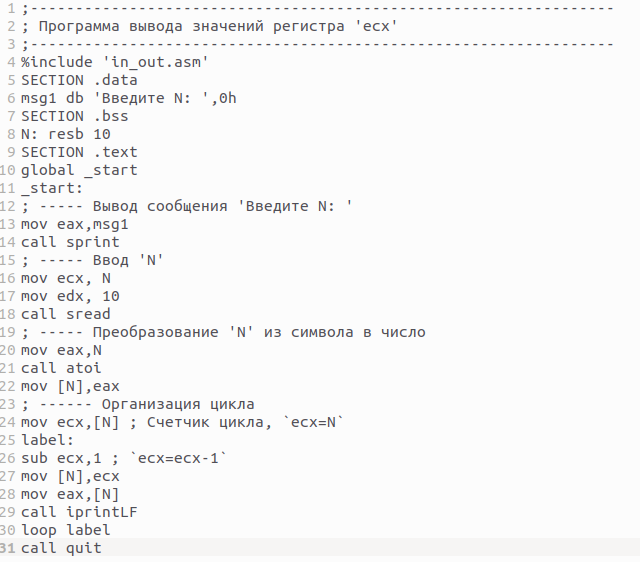 1 ;-----------------------------------------------------------------
2 ; Программа вывода значений регистра 'ecx'
3 ;-----------------------------------------------------------------
4 %include 'in_out.asm'
5 SECTION .data
6 msg1 db 'Введите N: ',0h
7 SECTION .bss
8 N: resb 10
9 SECTION .text
10 global _start
11 _start:
12 ; ----- Вывод сообщения 'Введите N: '
13 mov eax,msg1
14 call sprint
15 ; ----- Ввод 'N'
16 mov ecx, N
17 mov edx, 10
18 call sread
19 ; ----- Преобразование 'N' из символа в число
20 mov eax,N
21 call atoi
22 mov [N],eax
23 ; ------ Организация цикла
24 mov ecx,[N] ; Счетчик цикла, `ecx=N`
25 label:
26 sub ecx,1 ; `ecx=ecx-1`
27 mov [N],ecx
28 mov eax,[N]
29 call iprintLF
30 loop label
31 call quit